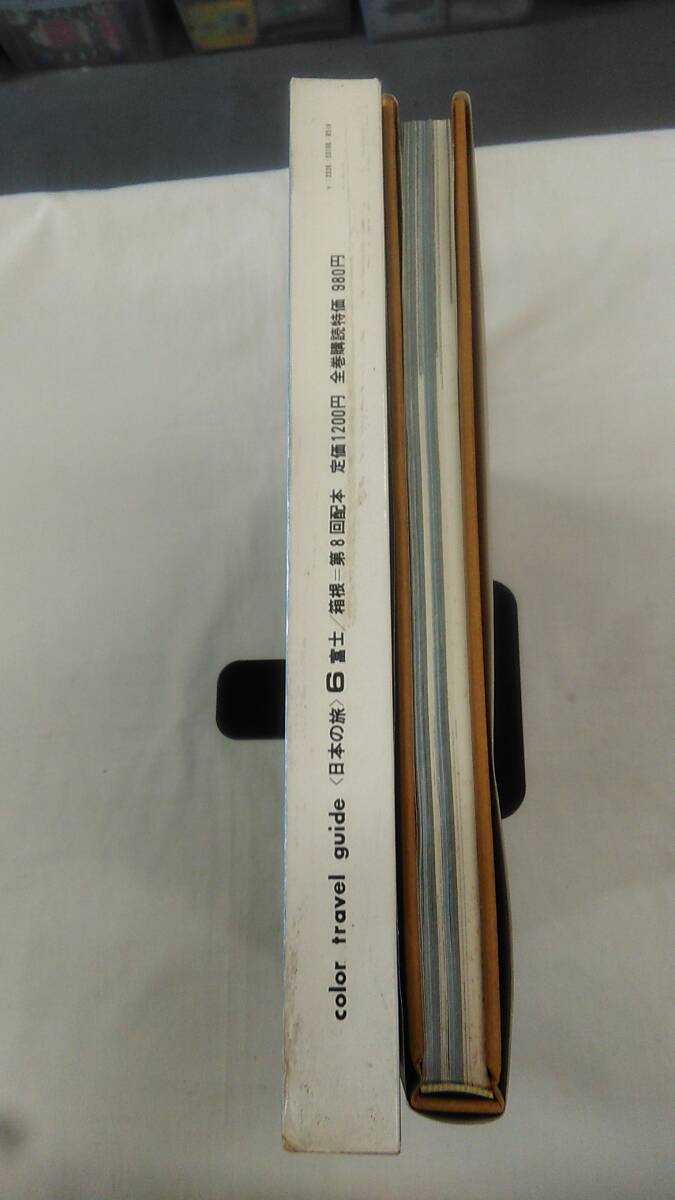 color travel guide〈日本の旅〉6 富士／箱根＝第8回配本 定価1200円 全巻購読特価 980円